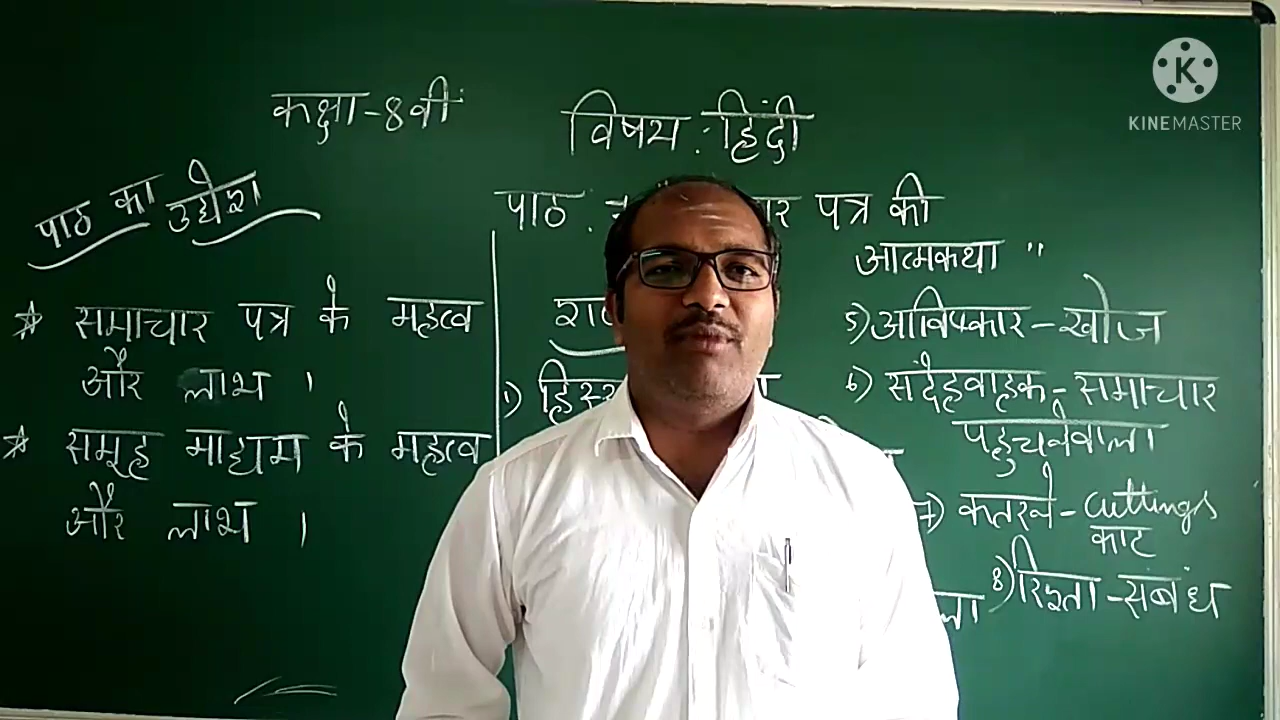 कक्षा-8वीं
विषय : हिंदी
पाठ का उद्देश
पाठ : पत्र की
आत्मकथा "
* समाचार पत्र के महत्व
और लाभ ।
* समूह माध्यम के महत्व
और लाभ ।
1)
5) आविष्कार - खोज
6) संदेहवाहक - समाचार
पहुचनेवाला
7) कतरने - cuttings
काट
8) रिश्ता - संबंध
K
KINEMASTER